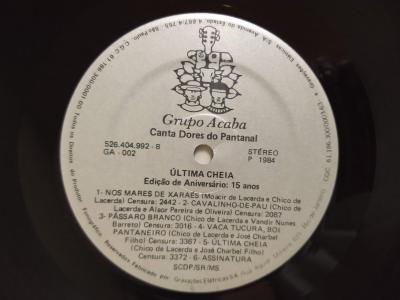 Grupo Acaba
Canta Dores do Pantanal
526.404.992-B
GA - 002
STÉREO
P 1984
ÚLTIMA CHEIA
Edição de Aniversário: 15 anos
1- NOS MARES DE XARAÉS (Moacir de Lacerda e Chico de
Lacerda) Censura: 2442 - 2- CAVALINHO-DE-PAU (Chico de
Lacerda e Alaor Pereira de Oliveira) Censura: 2087
3- PÁSSARO BRANCO (Chico de Lacerda e Vandir Nunes
Barreto) Censura: 3016 - 4- VACA TUCURA, BOI
PANTANEIRO (Chico de Lacerda e José Charbel
Filho) Censura: 3367 - 5- ÚLTIMA CHEIA
(Chico de Lacerda e José Charbel Filho)
Censura: 3372 - 6- ASSINATURA
SCDP/SR/MS